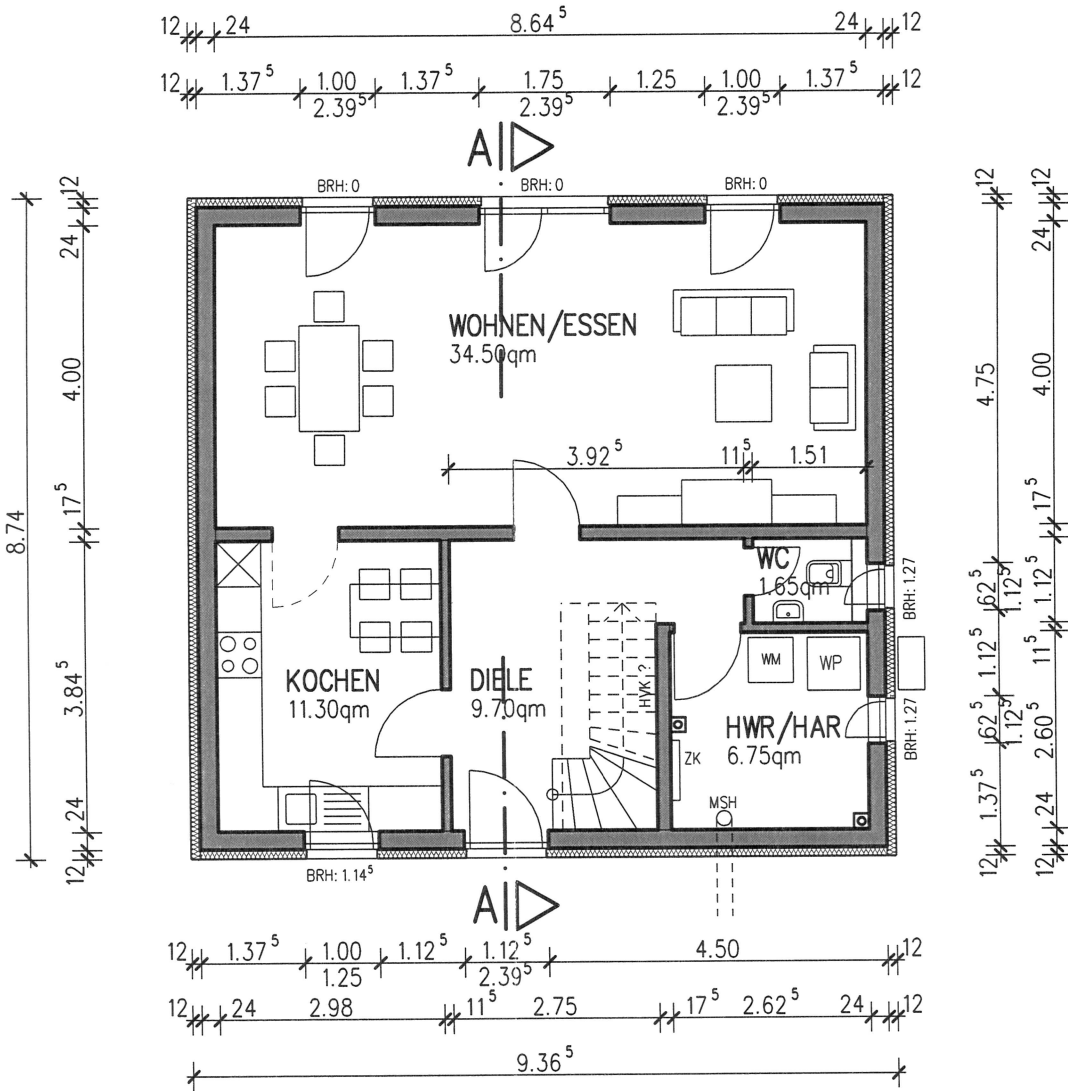 12 24 8.64⁵ 24 12
12 1.37⁵ 1.00 1.37⁵ 1.75 1.25 1.00 1.37⁵ 12
2.39⁵ 2.39⁵ 2.39⁵
A
BRH: 0 BRH: 0 BRH: 0
8.74
12
24
4.00
17⁵
3.84⁵
24
12
WOHNEN/ESSEN
34.50qm
3.92⁵ 11⁵ 1.51
WC
1.65qm
KOCHEN
11.30qm
DIELE
9.70qm
HVK ?
WM
WP
HWR/HAR
6.75qm
ZK
MSH
BRH: 1.27
BRH: 1.27
BRH: 1.14⁵
12
4.75
62⁵
1.12⁵
1.12⁵
62⁵
1.12⁵
1.37⁵
12
12
24
4.00
17⁵
1.12⁵
11⁵
2.60⁵
24
12
A
12 1.37⁵ 1.00 1.12⁵ 1.12⁵ 4.50 12
1.25 2.39⁵
12 24 2.98 11⁵ 2.75 17⁵ 2.62⁵ 24 12
9.36⁵